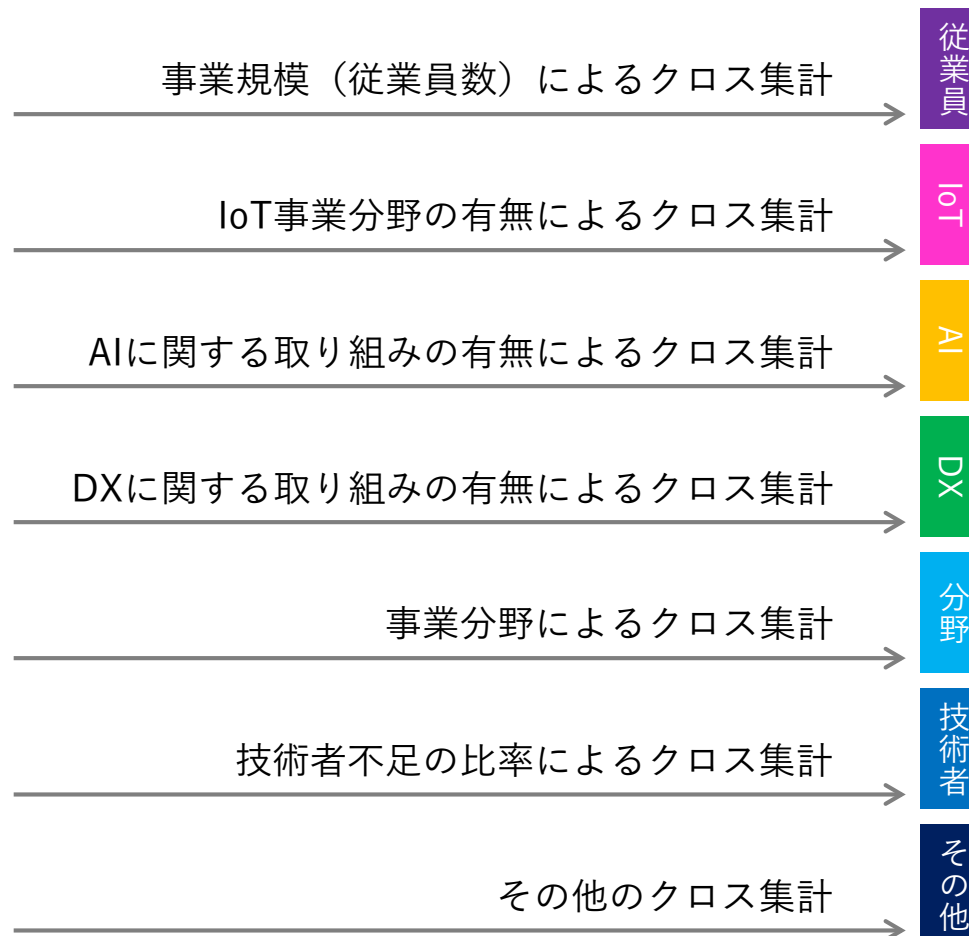 事業規模（従業員数）によるクロス集計
従業員
IoT事業分野の有無によるクロス集計
IoT
AIに関する取り組みの有無によるクロス集計
AI
DXに関する取り組みの有無によるクロス集計
DX
事業分野によるクロス集計
分野
技術者不足の比率によるクロス集計
技術者
その他のクロス集計
その他